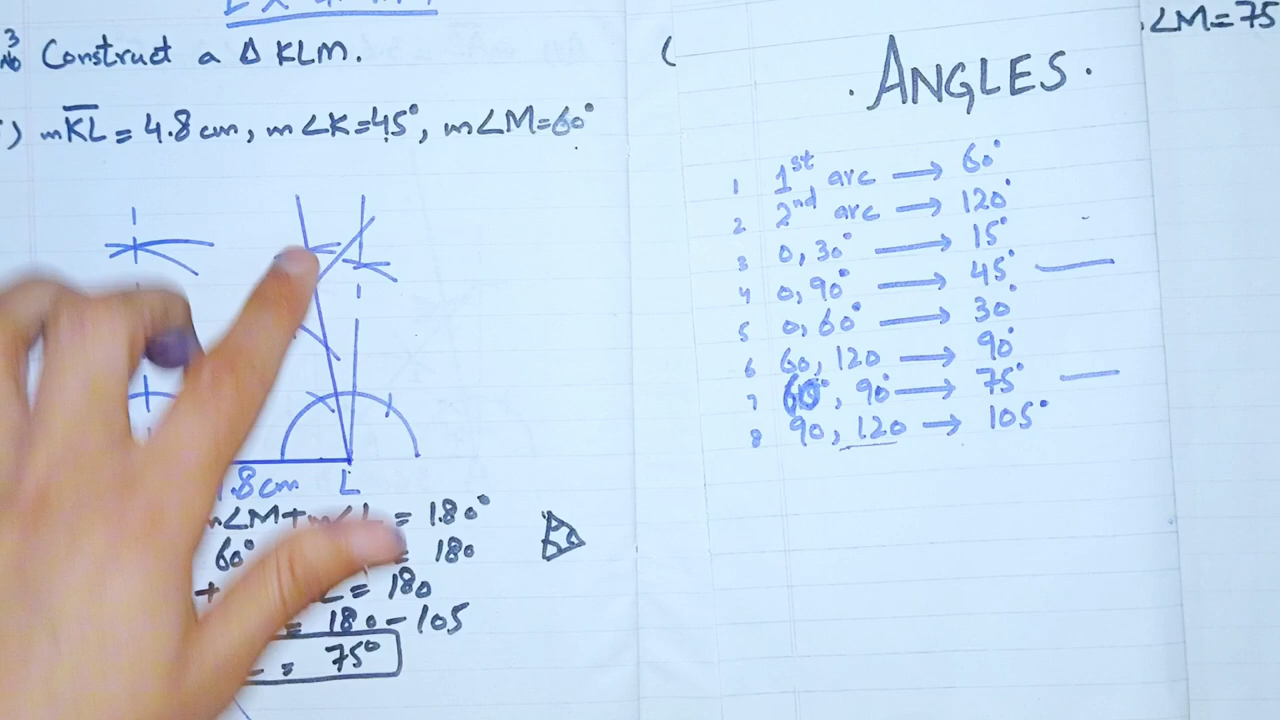 Construct a Δ KLM.
mKL = 4.8 cm, m∠K=45°, m∠M=60°
.8cm L
∠M+m∠L = 180°
60° = 180
+ = 180
= 180-105
= 75°
ANGLES.
1 1st arc → 60°
2 2nd arc → 120°
3 0, 30° → 15°
4 0, 90° → 45°
5 0, 60° → 30°
6 60, 120 → 90°
7 60°, 90° → 75°
8 90, 120 → 105°
∠M=75